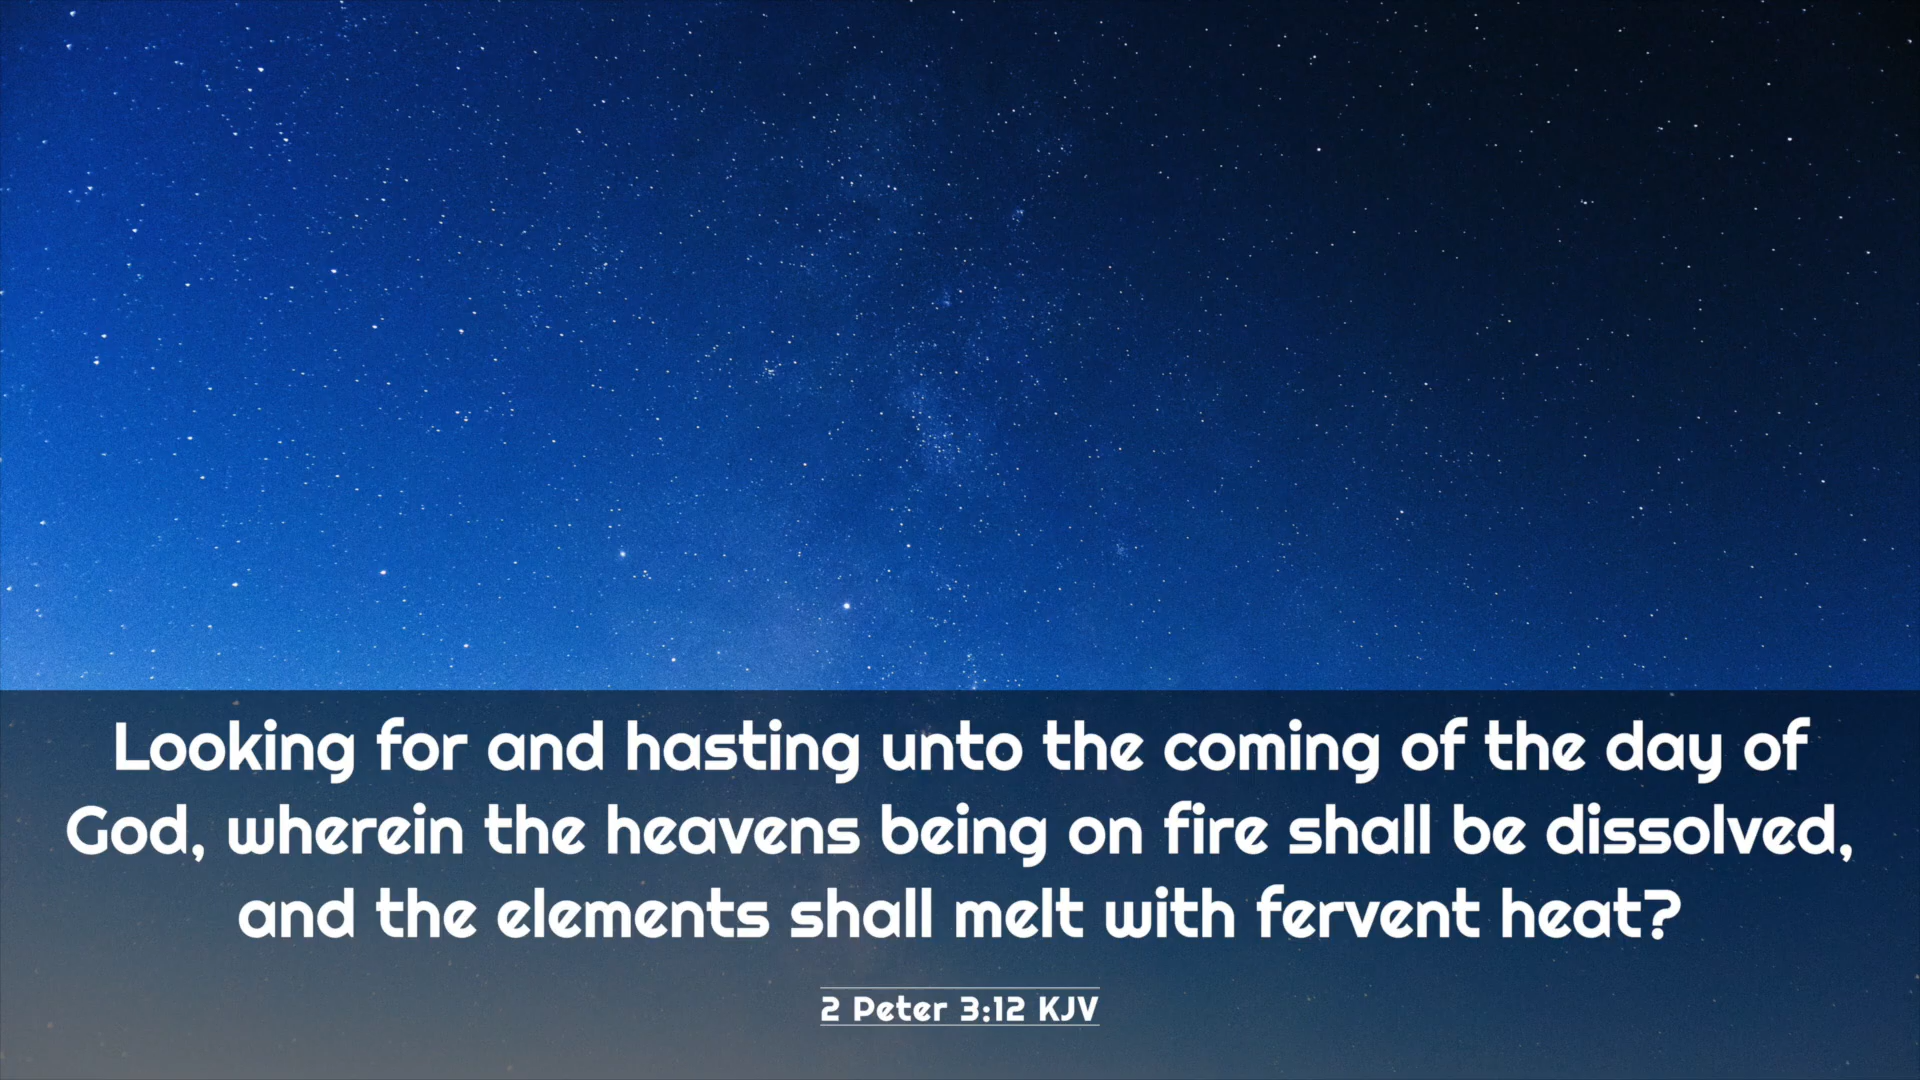 Looking for and hasting unto the coming of the day of
God, wherein the heavens being on fire shall be dissolved,
and the elements shall melt with fervent heat?
2 Peter 3:12 KJV